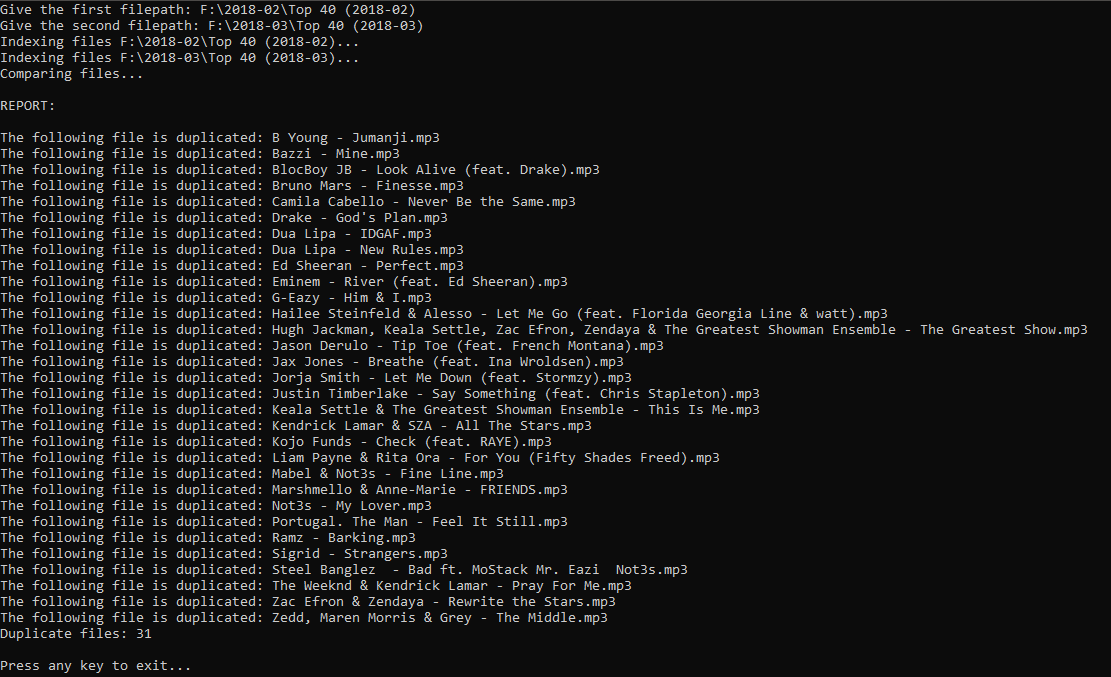 Give the first filepath: F:\2018-02\Top 40 (2018-02)
Give the second filepath: F:\2018-03\Top 40 (2018-03)
Indexing files F:\2018-02\Top 40 (2018-02)...
Indexing files F:\2018-03\Top 40 (2018-03)...
Comparing files...
REPORT:
The following file is duplicated: B Young - Jumanji.mp3
The following file is duplicated: Bazzi - Mine.mp3
The following file is duplicated: BlocBoy JB - Look Alive (feat. Drake).mp3
The following file is duplicated: Bruno Mars - Finesse.mp3
The following file is duplicated: Camila Cabello - Never Be the Same.mp3
The following file is duplicated: Drake - God's Plan.mp3
The following file is duplicated: Dua Lipa - IDGAF.mp3
The following file is duplicated: Dua Lipa - New Rules.mp3
The following file is duplicated: Ed Sheeran - Perfect.mp3
The following file is duplicated: Eminem - River (feat. Ed Sheeran).mp3
The following file is duplicated: G-Eazy - Him & I.mp3
The following file is duplicated: Hailee Steinfeld & Alesso - Let Me Go (feat. Florida Georgia Line & watt).mp3
The following file is duplicated: Hugh Jackman, Keala Settle, Zac Efron, Zendaya & The Greatest Showman Ensemble - The Greatest Show.mp3
The following file is duplicated: Jason Derulo - Tip Toe (feat. French Montana).mp3
The following file is duplicated: Jax Jones - Breathe (feat. Ina Wroldsen).mp3
The following file is duplicated: Jorja Smith - Let Me Down (feat. Stormzy).mp3
The following file is duplicated: Justin Timberlake - Say Something (feat. Chris Stapleton).mp3
The following file is duplicated: Keala Settle & The Greatest Showman Ensemble - This Is Me.mp3
The following file is duplicated: Kendrick Lamar & SZA - All The Stars.mp3
The following file is duplicated: Kojo Funds - Check (feat. RAYE).mp3
The following file is duplicated: Liam Payne & Rita Ora - For You (Fifty Shades Freed).mp3
The following file is duplicated: Mabel & Not3s - Fine Line.mp3
The following file is duplicated: Marshmello & Anne-Marie - FRIENDS.mp3
The following file is duplicated: Not3s - My Lover.mp3
The following file is duplicated: Portugal. The Man - Feel It Still.mp3
The following file is duplicated: Ramz - Barking.mp3
The following file is duplicated: Sigrid - Strangers.mp3
The following file is duplicated: Steel Banglez  - Bad ft. MoStack Mr. Eazi  Not3s.mp3
The following file is duplicated: The Weeknd & Kendrick Lamar - Pray For Me.mp3
The following file is duplicated: Zac Efron & Zendaya - Rewrite the Stars.mp3
The following file is duplicated: Zedd, Maren Morris & Grey - The Middle.mp3
Duplicate files: 31
Press any key to exit...